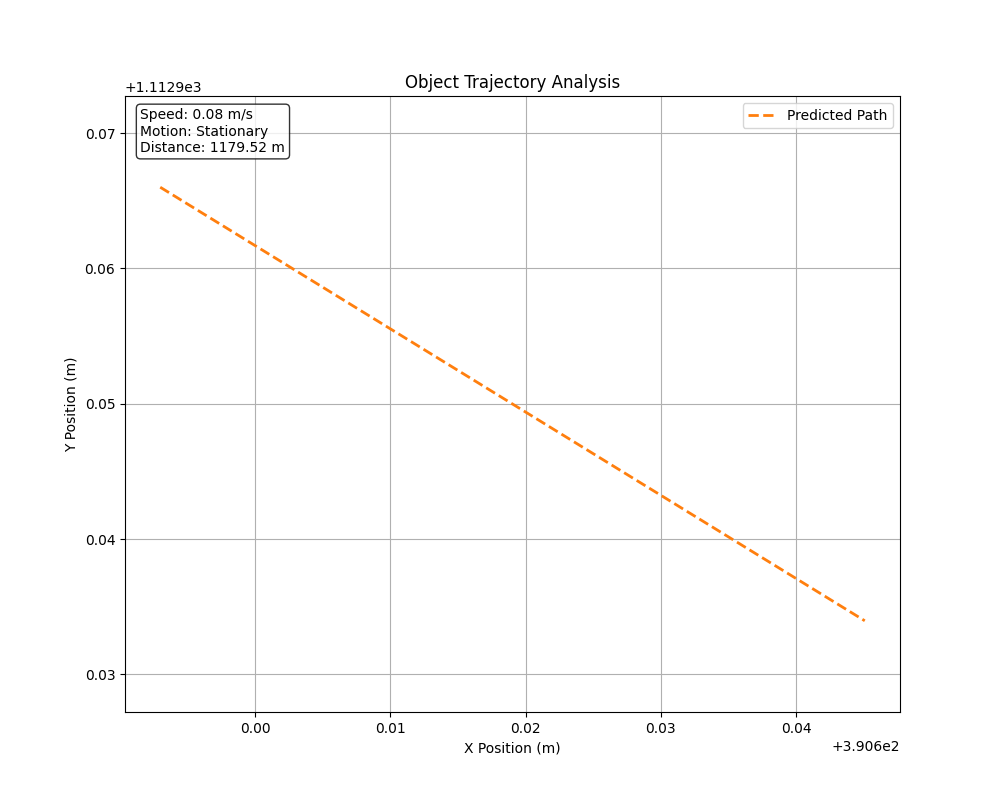 Object Trajectory Analysis
+1.1129e3
Speed: 0.08 m/s
Motion: Stationary
Distance: 1179.52 m
Predicted Path
0.07
0.06
0.05
0.04
0.03
Y Position (m)
0.00
0.01
0.02
0.03
0.04
X Position (m)
+3.906e2